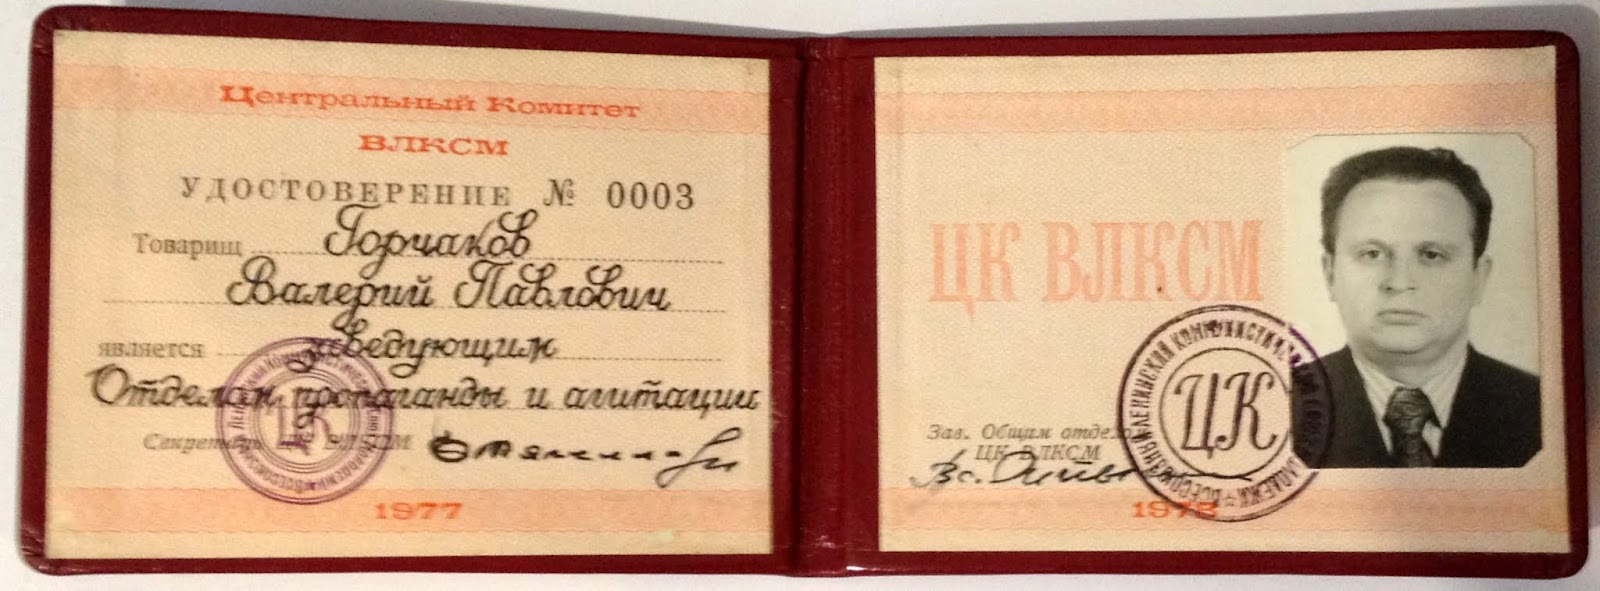 Центральный Комитет
ВЛКСМ
УДОСТОВЕРЕНИЕ № 0003
Товарищ Горчаков
Валерий Павлович
является заведующим
Отделом пропаганды и агитации
Секретарь ЦК ВЛКСМ
1977
ЦК ВЛКСМ
Зав. Общим отделом
ЦК ВЛКСМ
ЦК
1978